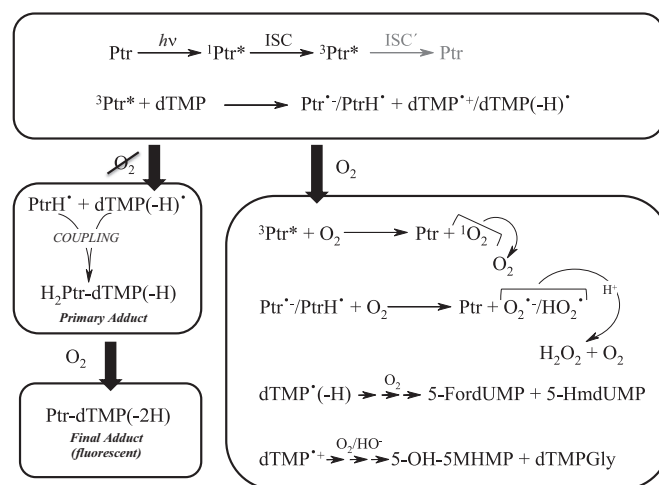 Ptr hν ¹Ptr* ISC ³Ptr* ISC´ Ptr
³Ptr* + dTMP Ptr•-/PtrH• + dTMP•+/dTMP(-H)•
O₂
O₂
PtrH• + dTMP(-H)•
COUPLING
H₂Ptr-dTMP(-H)
Primary Adduct
O₂
Ptr-dTMP(-2H)
Final Adduct
(fluorescent)
³Ptr* + O₂ Ptr + ¹O₂
O₂
Ptr•-/PtrH• + O₂ Ptr + O₂•-/HO₂•
H⁺
H₂O₂ + O₂
dTMP•(-H) O₂ 5-FordUMP + 5-HmdUMP
dTMP•+ O₂/HO⁻ 5-OH-5MHMP + dTMPGly